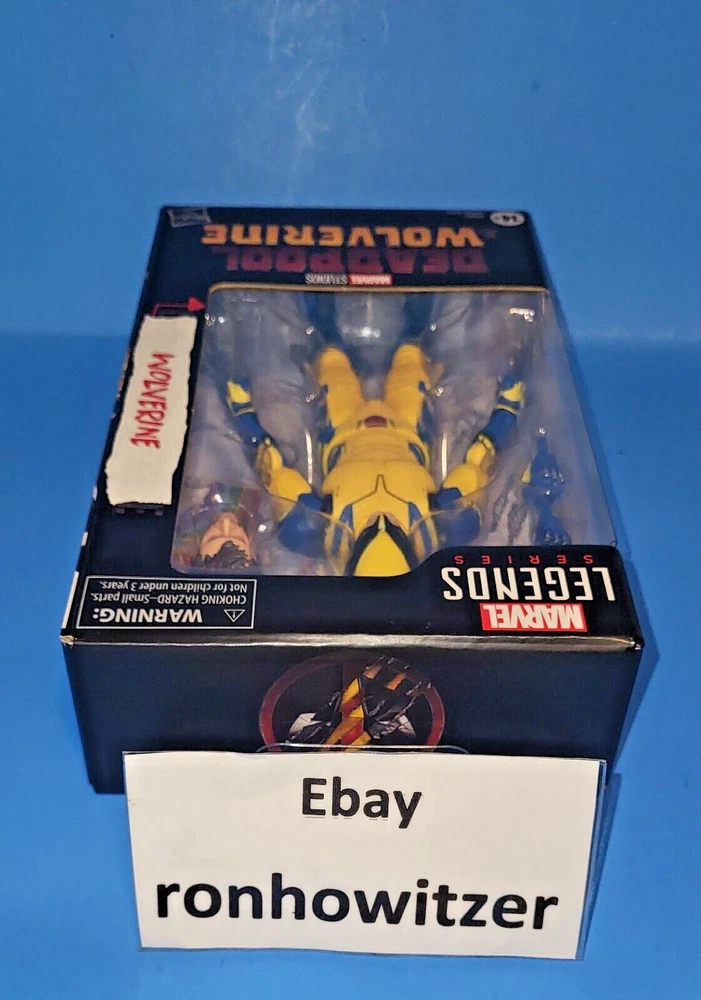 14+
DEADPOOL
& WOLVERINE
MARVEL STUDIOS
WOLVERINE
MARVEL
LEGENDS
SERIES
WARNING:
CHOKING HAZARD—Small parts.
Not for children under 3 years.
Ebay
ronhowitzer